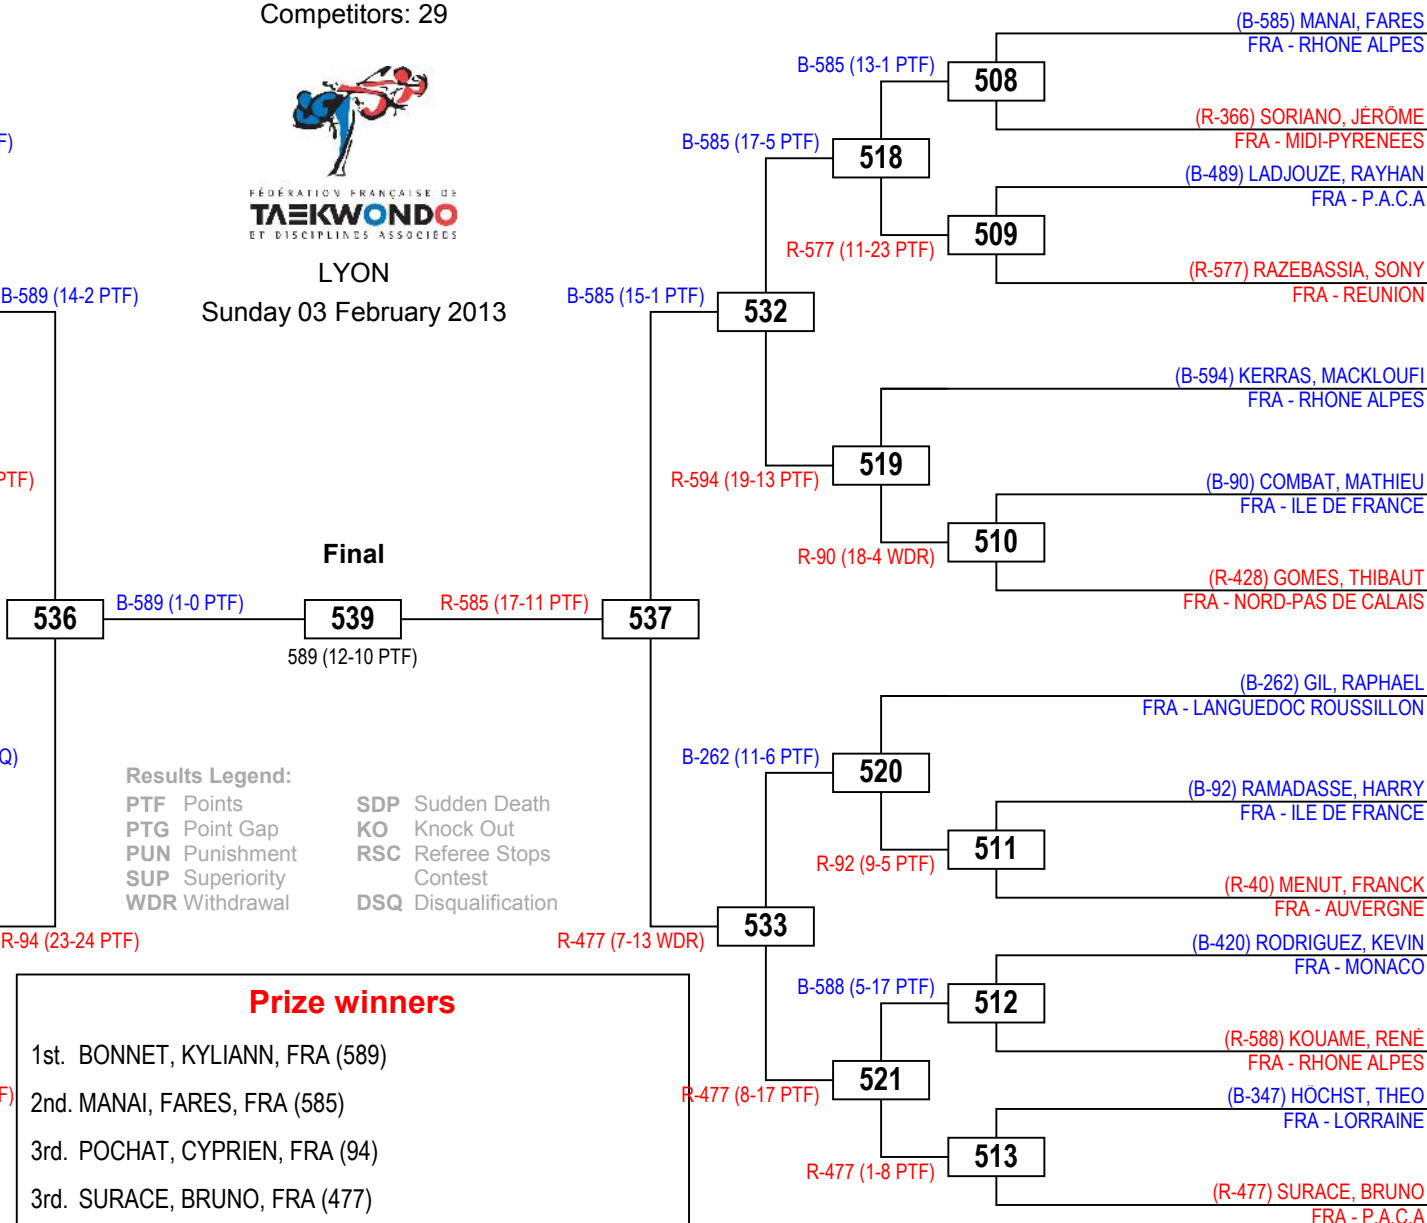 Competitors: 29
FÉDÉRATION FRANÇAISE DE
TAEKWONDO
ET DISCIPLINES ASSOCIÉES
LYON
Sunday 03 February 2013
F)
B-589 (14-2 PTF)
PTF)
536
B-589 (1-0 PTF)
Final
539
589 (12-10 PTF)
R-585 (17-11 PTF)
537
Q)
R-94 (23-24 PTF)
F)
Results Legend:
PTF Points
PTG Point Gap
PUN Punishment
SUP Superiority
WDR Withdrawal
SDP Sudden Death
KO Knock Out
RSC Referee Stops
Contest
DSQ Disqualification
Prize winners
1st. BONNET, KYLIANN, FRA (589)
2nd. MANAI, FARES, FRA (585)
3rd. POCHAT, CYPRIEN, FRA (94)
3rd. SURACE, BRUNO, FRA (477)
B-585 (15-1 PTF)
532
R-477 (7-13 WDR)
533
B-585 (17-5 PTF)
518
R-594 (19-13 PTF)
519
B-262 (11-6 PTF)
520
R-477 (8-17 PTF)
521
B-585 (13-1 PTF)
508
R-577 (11-23 PTF)
509
R-90 (18-4 WDR)
510
R-92 (9-5 PTF)
511
B-588 (5-17 PTF)
512
R-477 (1-8 PTF)
513
(B-585) MANAI, FARES
FRA - RHONE ALPES
(R-366) SORIANO, JÉRÔME
FRA - MIDI-PYRENEES
(B-489) LADJOUZE, RAYHAN
FRA - P.A.C.A
(R-577) RAZEBASSIA, SONY
FRA - REUNION
(B-594) KERRAS, MACKLOUFI
FRA - RHONE ALPES
(B-90) COMBAT, MATHIEU
FRA - ILE DE FRANCE
(R-428) GOMES, THIBAUT
FRA - NORD-PAS DE CALAIS
(B-262) GIL, RAPHAEL
FRA - LANGUEDOC ROUSSILLON
(B-92) RAMADASSE, HARRY
FRA - ILE DE FRANCE
(R-40) MENUT, FRANCK
FRA - AUVERGNE
(B-420) RODRIGUEZ, KEVIN
FRA - MONACO
(R-588) KOUAME, RENÉ
FRA - RHONE ALPES
(B-347) HÖCHST, THEO
FRA - LORRAINE
(R-477) SURACE, BRUNO
FRA - P.A.C.A